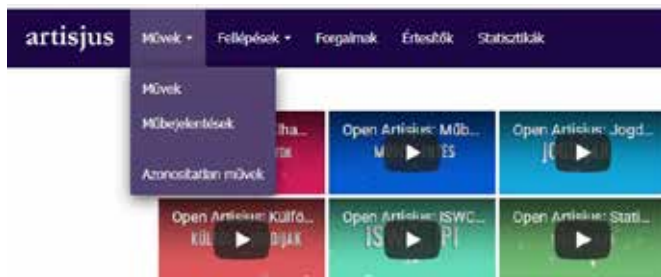 artisjus Művek Fellépések Forgalmak Értesítők Statisztikák
Művek
Műbejelentések
Azonosítatlan művek
Open Artisjus: Műb...
Open Artisjus: Jogd...
Open Artisjus: Külfö...
Open Artisjus: ISWC...
Open Artisjus: Stati...